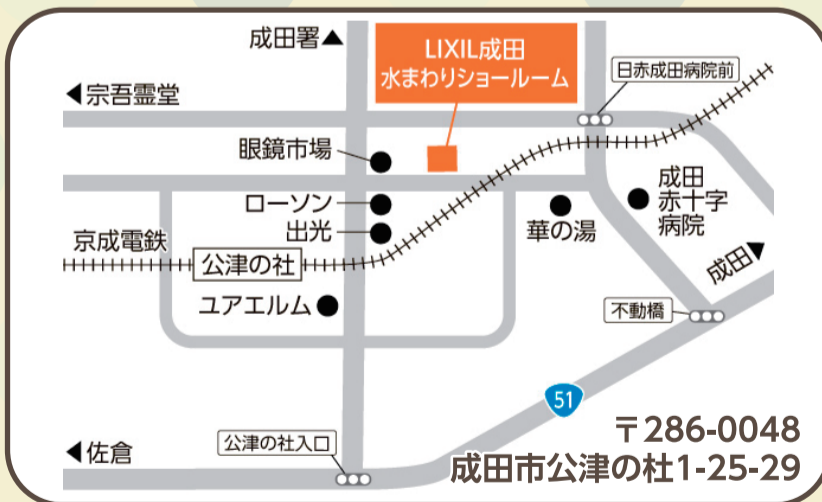 成田署▲
LIXIL成田
水まわりショールーム
日赤成田病院前
◀宗吾霊堂
眼鏡市場
ローソン
出光
華の湯
成田
赤十字
病院
京成電鉄
公津の社
成田▶
ユアエルム
不動橋
51
◀佐倉
公津の社入口
〒286-0048
成田市公津の杜1-25-29